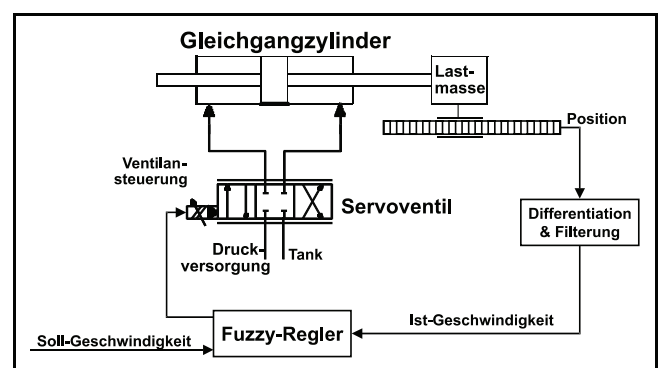 Gleichgangzylinder
Last-
masse
Position
Ventilan-
steuerung
Servoventil
Differentiation
& Filterung
Druck-
versorgung
Tank
Ist-Geschwindigkeit
Fuzzy-Regler
Soll-Geschwindigkeit